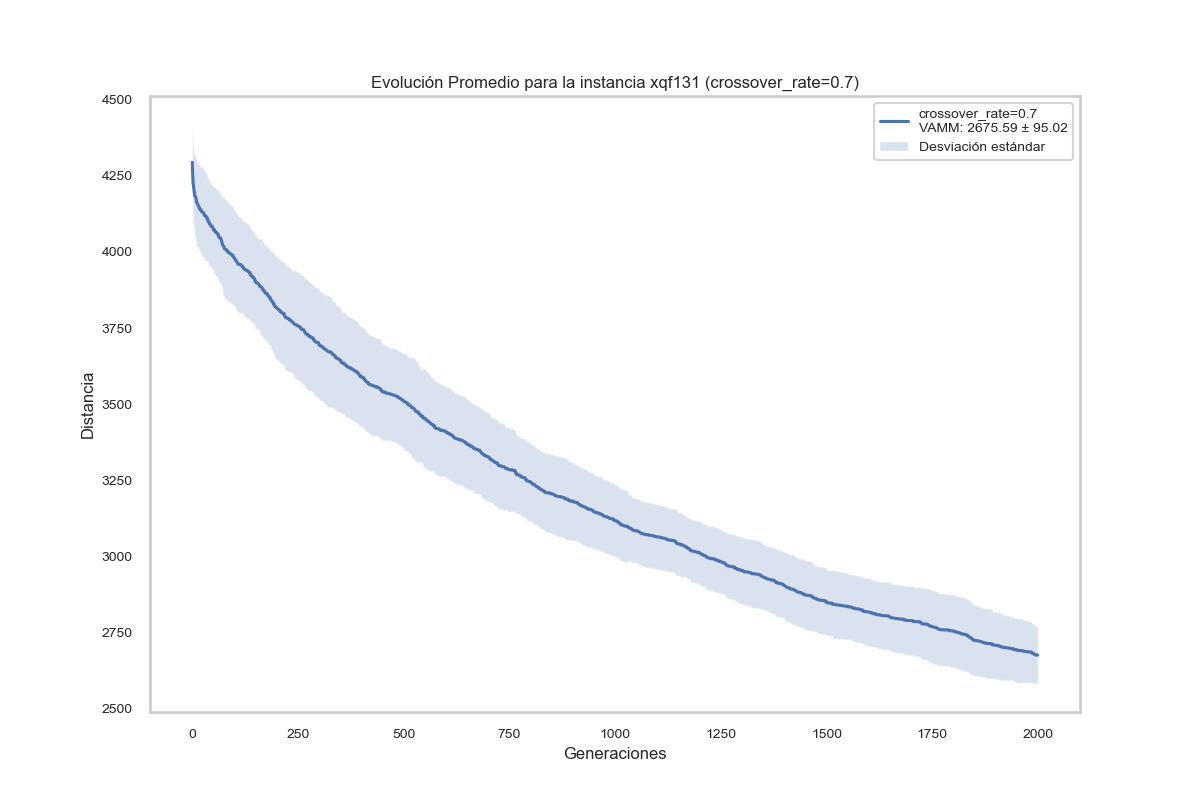 Evolución Promedio para la instancia xqf131 (crossover_rate=0.7)
crossover_rate=0.7
VAMM: 2675.59 ± 95.02
Desviación estándar
4500
4250
4000
3750
3500
3250
3000
2750
2500
Distancia
0 250 500 750 1000 1250 1500 1750 2000
Generaciones